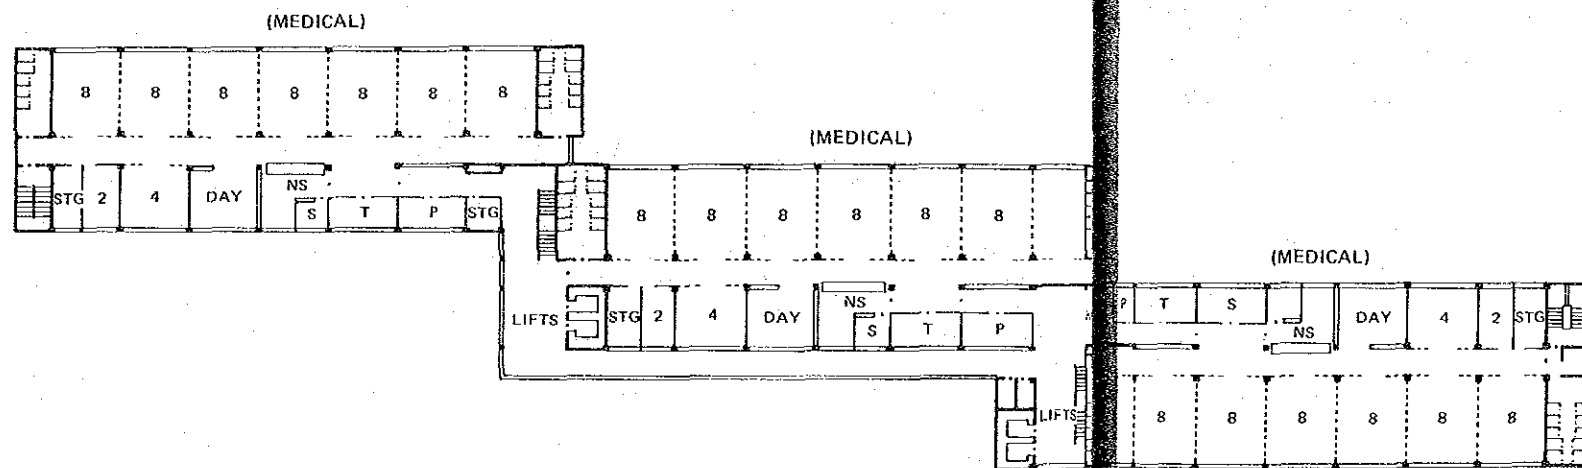 (MEDICAL)
8 8 8 8 8 8 8
STG 2 4 DAY NS S T P STG
(MEDICAL)
8 8 8 8 8 8
LIFTS STG 2 4 DAY NS S T P
(MEDICAL)
P T S NS DAY 4 2 STG
LIFTS 8 8 8 8 8 8